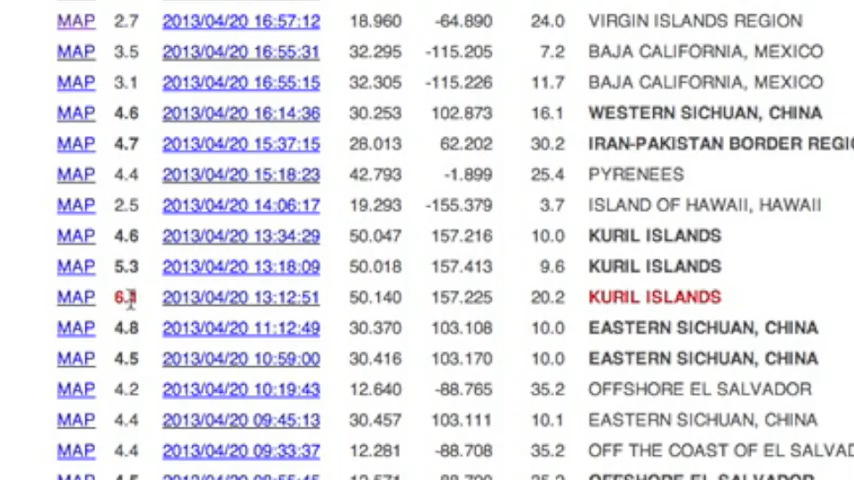 MAP 2.7 2013/04/20 16:57:12 18.960 -64.890 24.0 VIRGIN ISLANDS REGION
MAP 3.5 2013/04/20 16:55:31 32.295 -115.205 7.2 BAJA CALIFORNIA, MEXICO
MAP 3.1 2013/04/20 16:55:15 32.305 -115.226 11.7 BAJA CALIFORNIA, MEXICO
MAP 4.6 2013/04/20 16:14:36 30.253 102.873 16.1 WESTERN SICHUAN, CHINA
MAP 4.7 2013/04/20 15:37:15 28.013 62.202 30.2 IRAN-PAKISTAN BORDER REGIO
MAP 4.4 2013/04/20 15:18:23 42.793 -1.899 25.4 PYRENEES
MAP 2.5 2013/04/20 14:06:17 19.293 -155.379 3.7 ISLAND OF HAWAII, HAWAII
MAP 4.6 2013/04/20 13:34:29 50.047 157.216 10.0 KURIL ISLANDS
MAP 5.3 2013/04/20 13:18:09 50.018 157.413 9.6 KURIL ISLANDS
MAP 6.1 2013/04/20 13:12:51 50.140 157.225 20.2 KURIL ISLANDS
MAP 4.8 2013/04/20 11:12:49 30.370 103.108 10.0 EASTERN SICHUAN, CHINA
MAP 4.5 2013/04/20 10:59:00 30.416 103.170 10.0 EASTERN SICHUAN, CHINA
MAP 4.2 2013/04/20 10:19:43 12.640 -88.765 35.2 OFFSHORE EL SALVADOR
MAP 4.4 2013/04/20 09:45:13 30.457 103.111 10.1 EASTERN SICHUAN, CHINA
MAP 4.4 2013/04/20 09:33:37 12.281 -88.708 35.2 OFF THE COAST OF EL SALVAD
MAP 2013/04/20 OFFSHORE EL SALVADOR